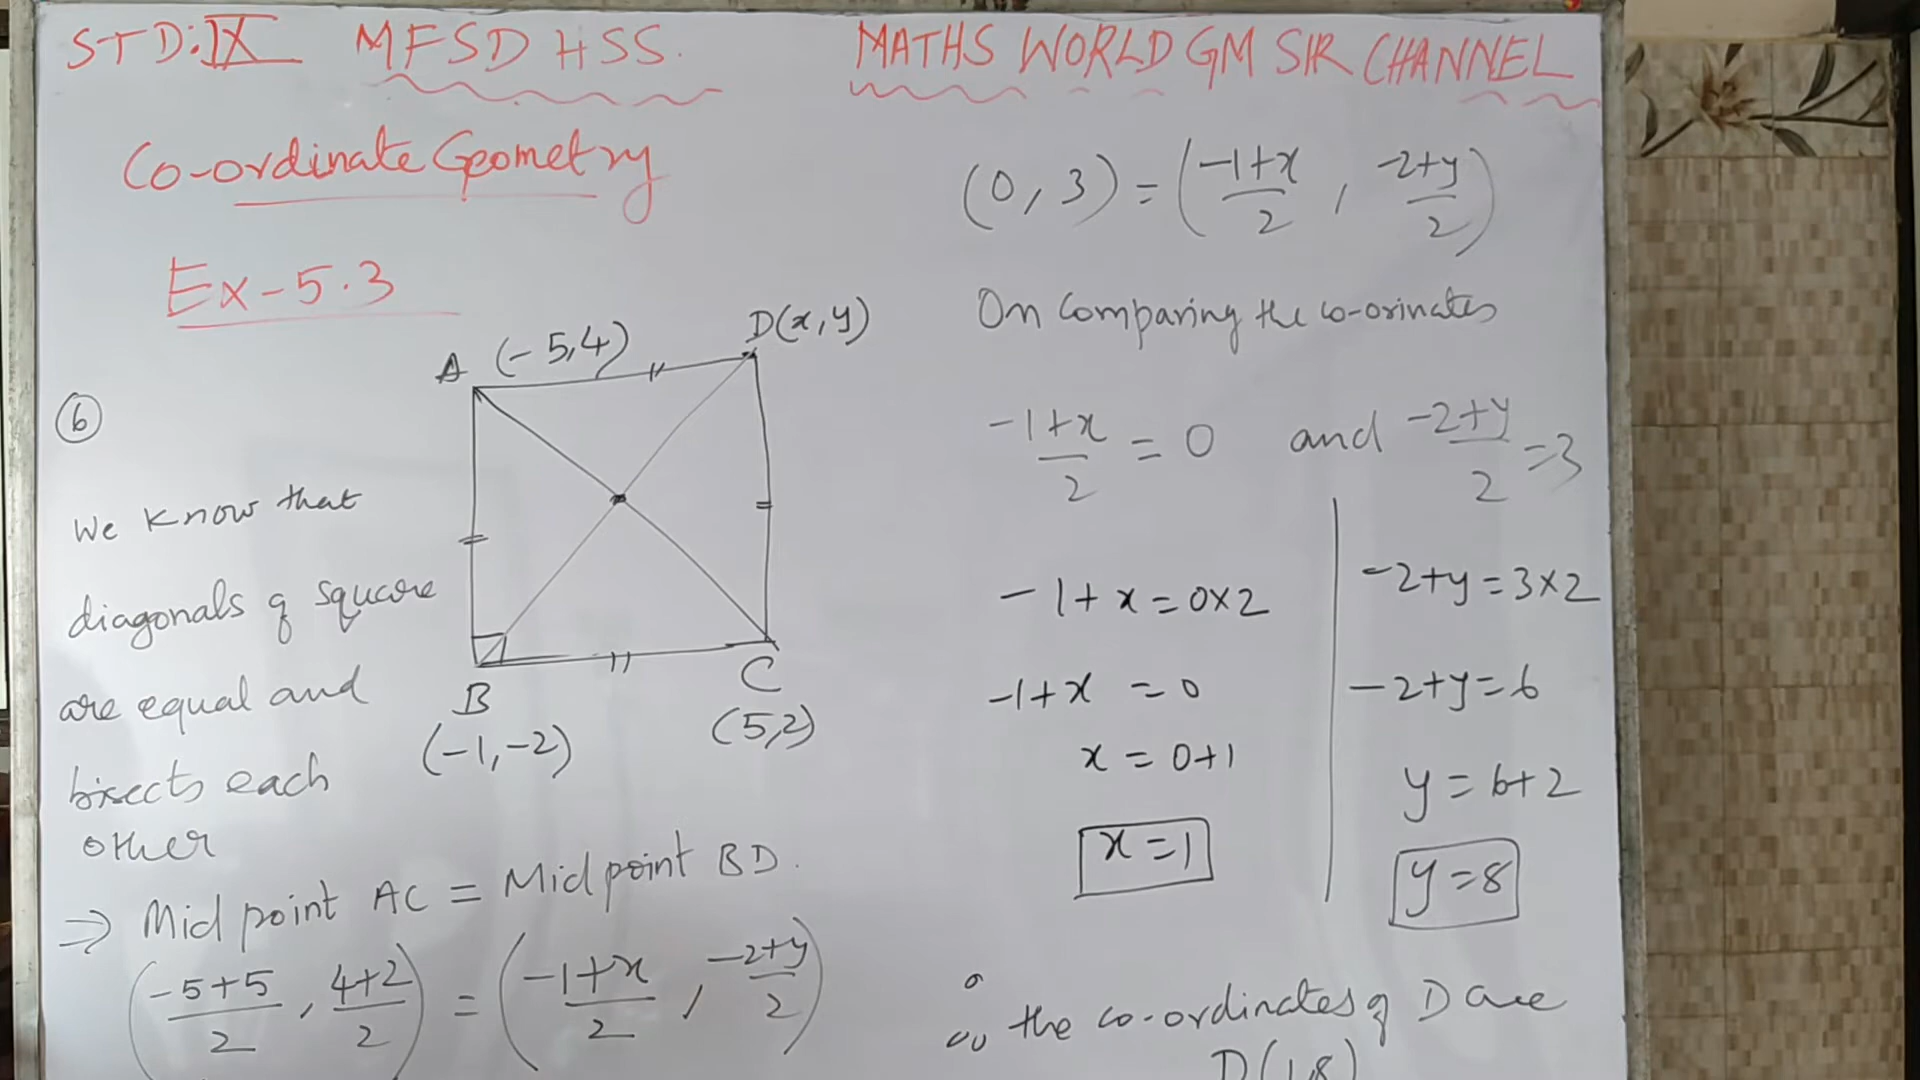 STD: IX MFSD HSS. MATHS WORLD GM SIR CHANNEL
Co-ordinate Geometry
Ex-5.3
6
A (-5,4)
D(x,y)
B
(-1,-2)
C
(5,2)
We know that
diagonals of square
are equal and
bisects each
other
⇒ Mid point AC = Mid point BD.
(-5+5/2, 4+2/2) = (-1+x/2, -2+y/2)
(0,3) = (-1+x/2, -2+y/2)
On comparing the co-orinates
-1+x/2 = 0 and -2+y/2 = 3
-1+x = 0×2
-1+x = 0
x = 0+1
x = 1
-2+y = 3×2
-2+y = 6
y = 6+2
y = 8
∴ the co-ordinates of D are
D(1,8)